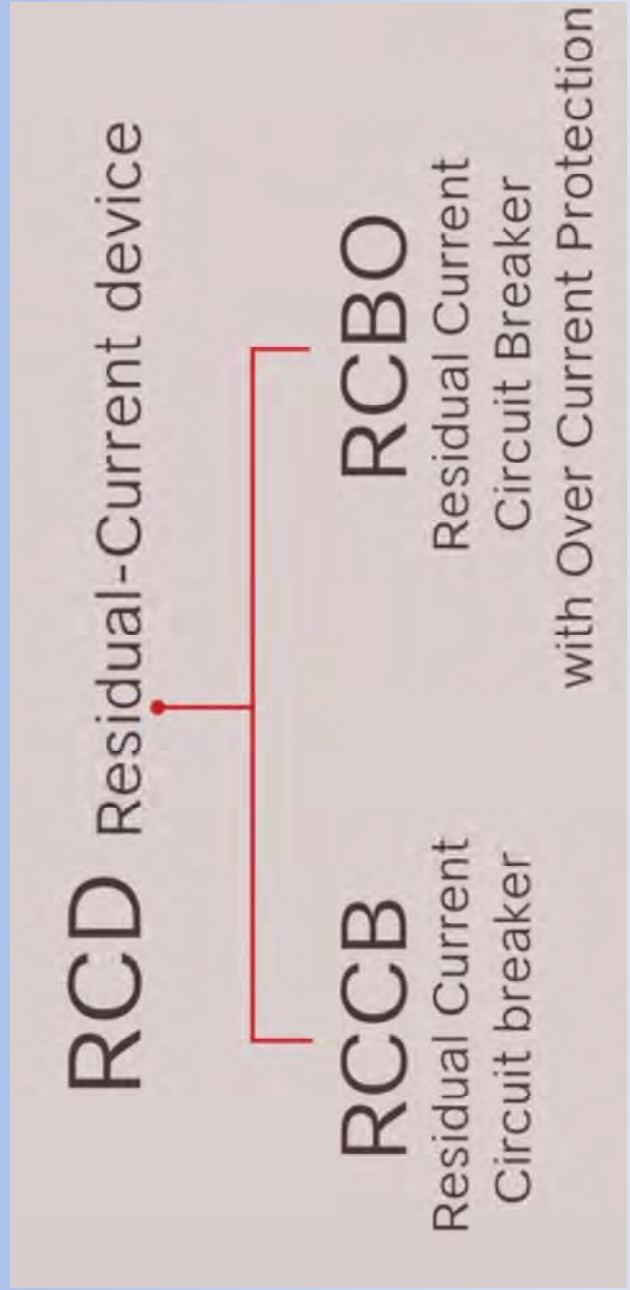 RCD Residual-Current device
RCCB
Residual Current
Circuit breaker
RCBO
Residual Current
Circuit Breaker
with Over Current Protection